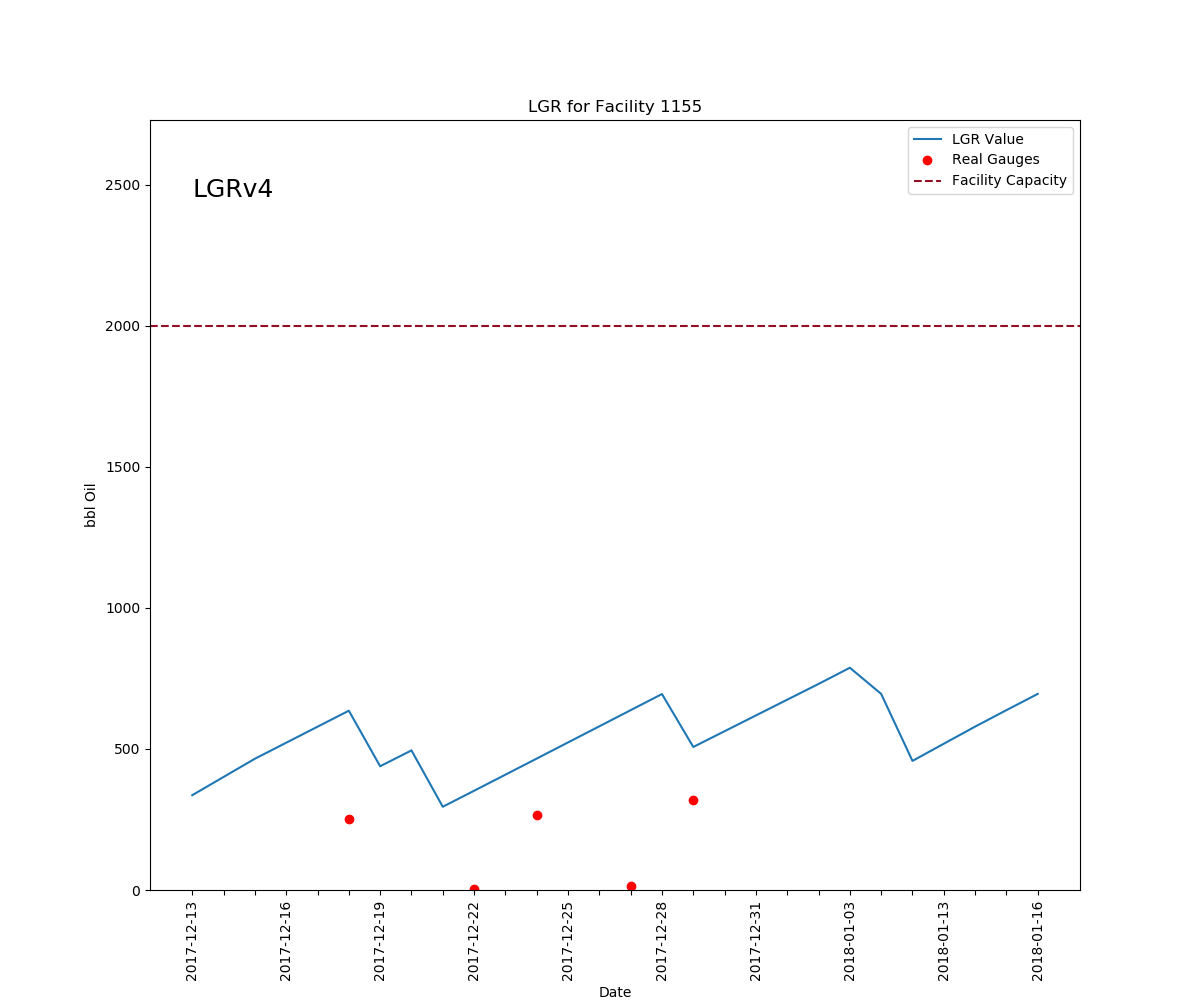 LGR for Facility 1155
LGRv4
LGR Value
Real Gauges
Facility Capacity
bbl Oil
2500
2000
1500
1000
500
0
2017-12-13
2017-12-16
2017-12-19
2017-12-22
2017-12-25
2017-12-28
2017-12-31
2018-01-03
2018-01-13
2018-01-16
Date